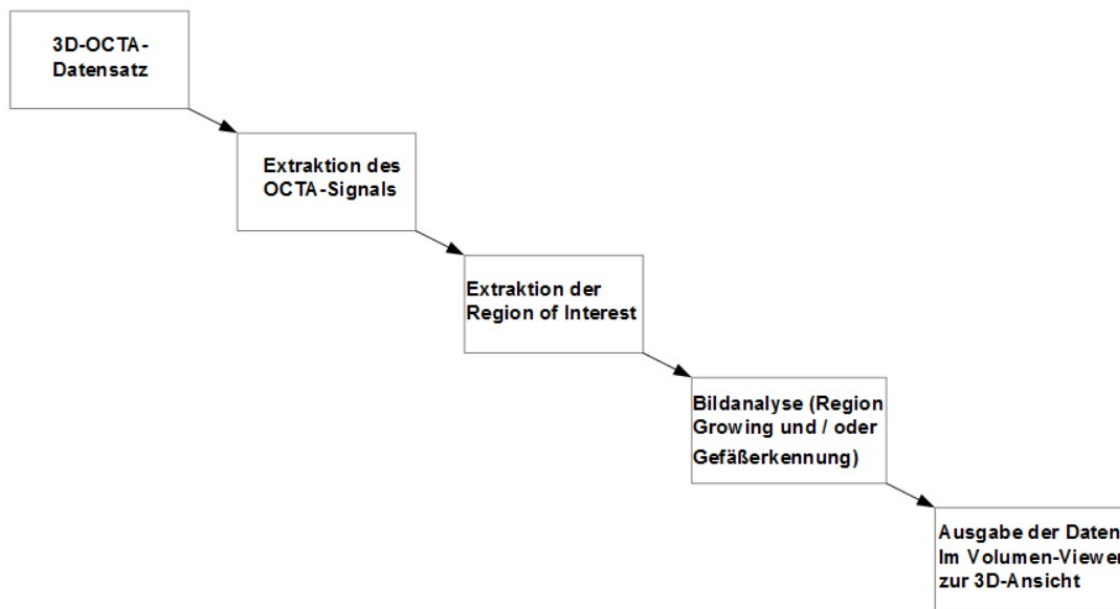 3D-OCTA-
Datensatz
Extraktion des
OCTA-Signals
Extraktion der
Region of Interest
Bildanalyse (Region
Growing und / oder
Gefäßerkennung)
Ausgabe der Daten
Im Volumen-Viewer
zur 3D-Ansicht